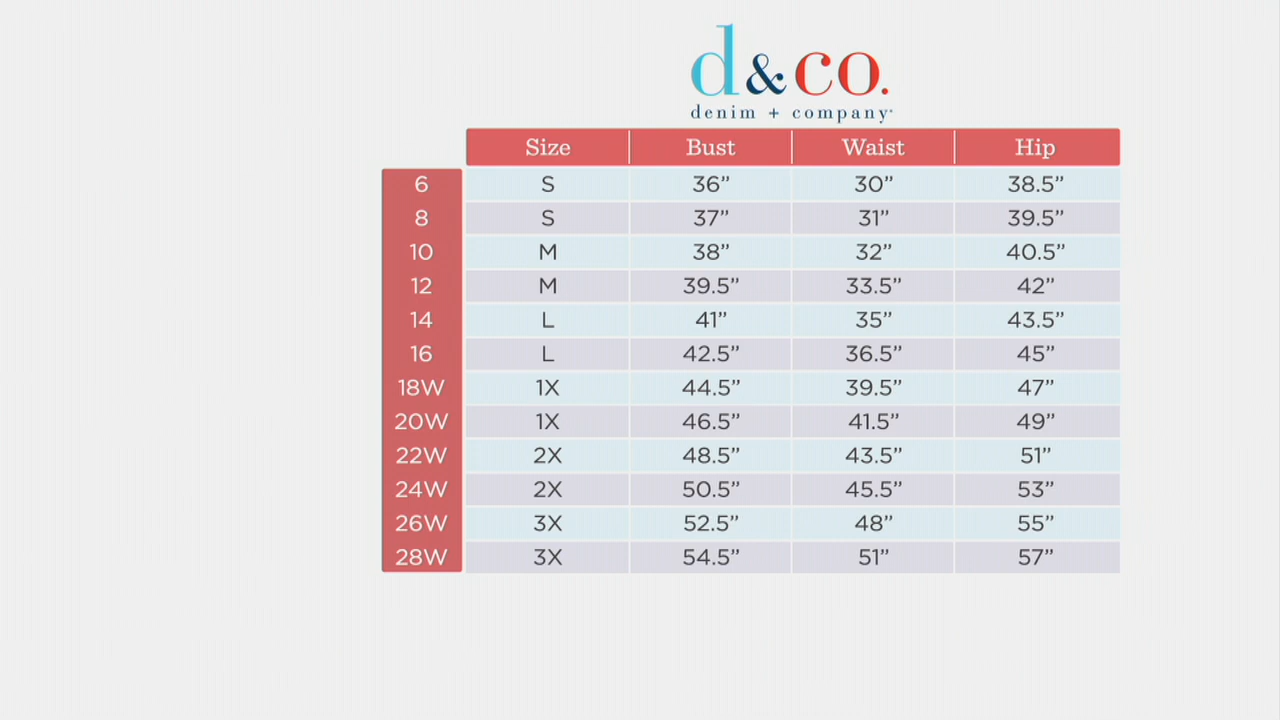 d&co.
denim + company
Size Bust Waist Hip
6 S 36” 30” 38.5”
8 S 37” 31” 39.5”
10 M 38” 32” 40.5”
12 M 39.5” 33.5” 42”
14 L 41” 35” 43.5”
16 L 42.5” 36.5” 45”
18W 1X 44.5” 39.5” 47”
20W 1X 46.5” 41.5” 49”
22W 2X 48.5” 43.5” 51”
24W 2X 50.5” 45.5” 53”
26W 3X 52.5” 48” 55”
28W 3X 54.5” 51” 57”